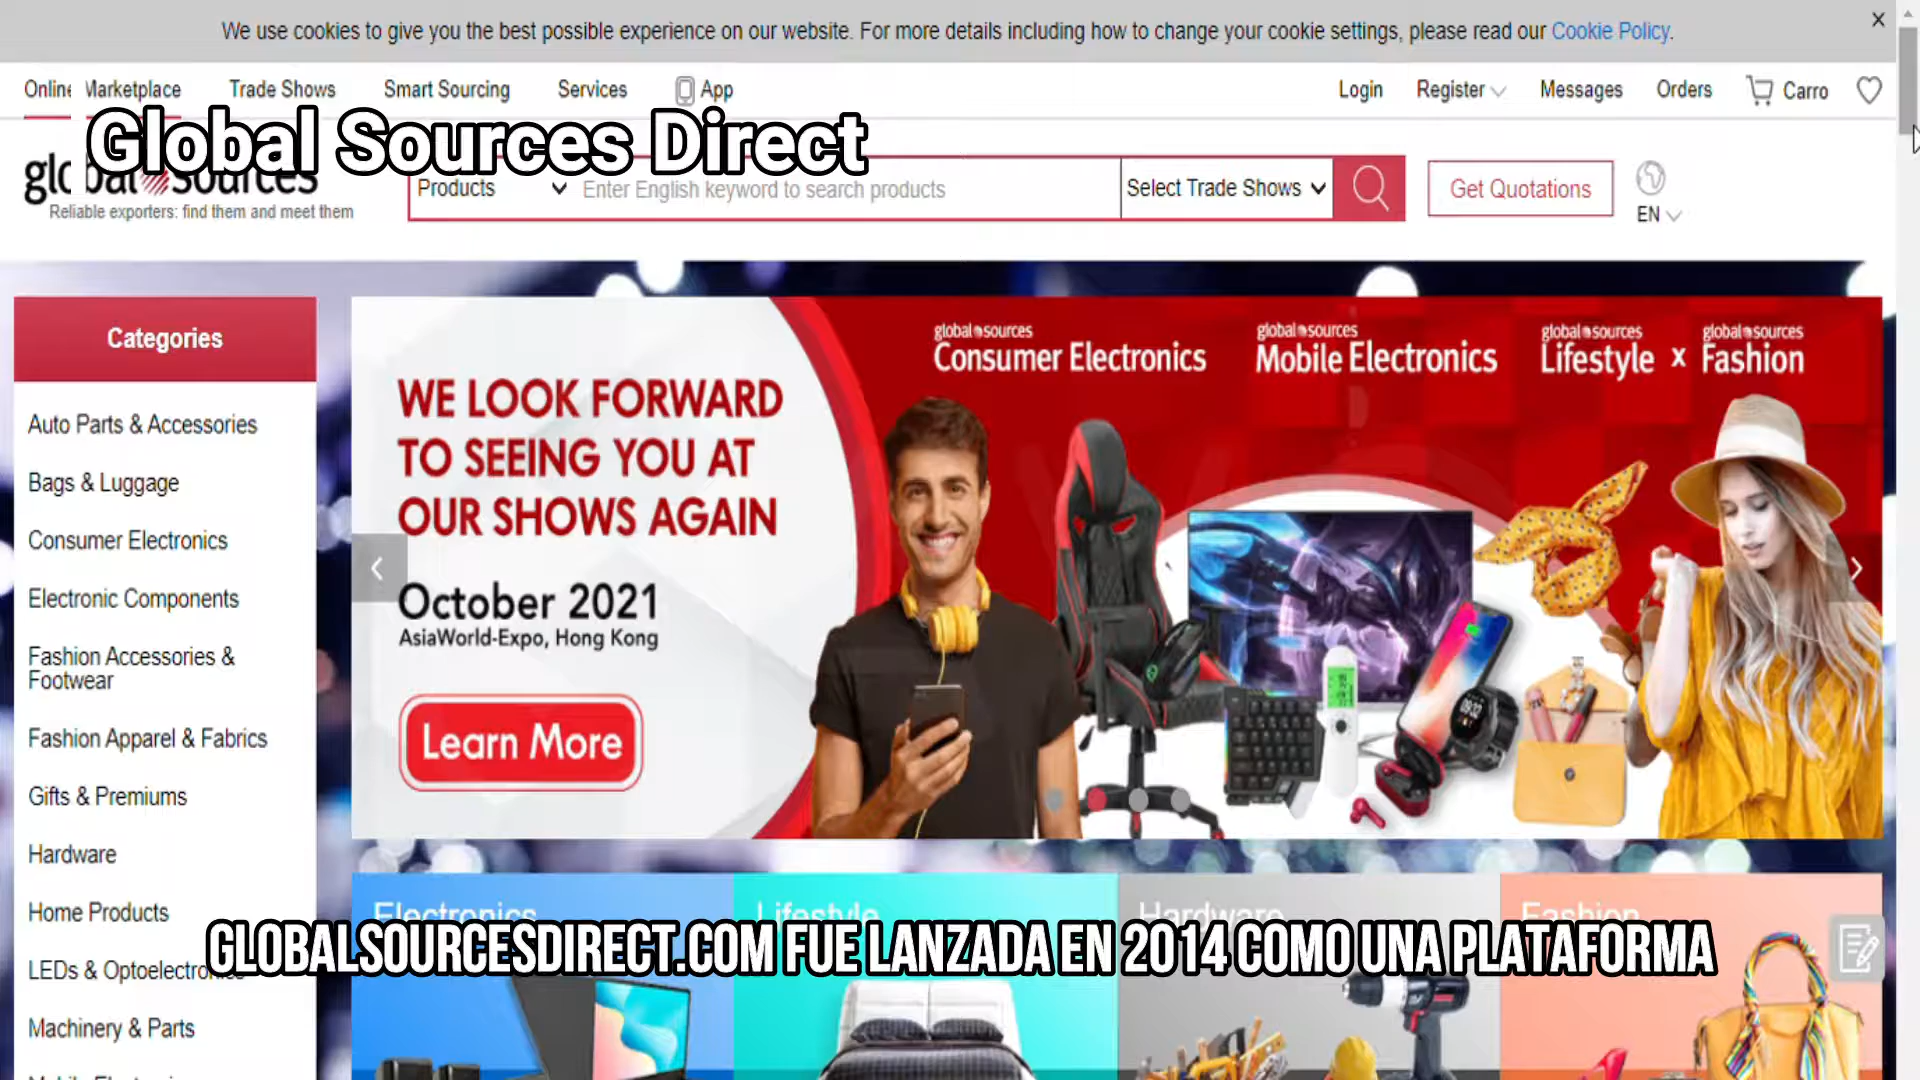 We use cookies to give you the best possible experience on our website. For more details including how to change your cookie settings, please read our Cookie Policy.
Online Marketplace Trade Shows Smart Sourcing Services App Login Register Messages Orders Carro
Global Sources Direct
global sources
Reliable exporters: find them and meet them
Products Enter English keyword to search products Select Trade Shows Get Quotations
EN
Categories
Auto Parts & Accessories
Bags & Luggage
Consumer Electronics
Electronic Components
Fashion Accessories &
Footwear
Fashion Apparel & Fabrics
Gifts & Premiums
Hardware
Home Products
LEDs & Optoelectronics
Machinery & Parts
global sources
Consumer Electronics
global sources
Mobile Electronics
global sources
Lifestyle x
global sources
Fashion
WE LOOK FORWARD
TO SEEING YOU AT
OUR SHOWS AGAIN
October 2021
AsiaWorld-Expo, Hong Kong
Learn More
Electronics Lifestyle Hardware Fashion
GLOBALSOURCESDIRECT.COM FUE LANZADA EN 2014 COMO UNA PLATAFORMA